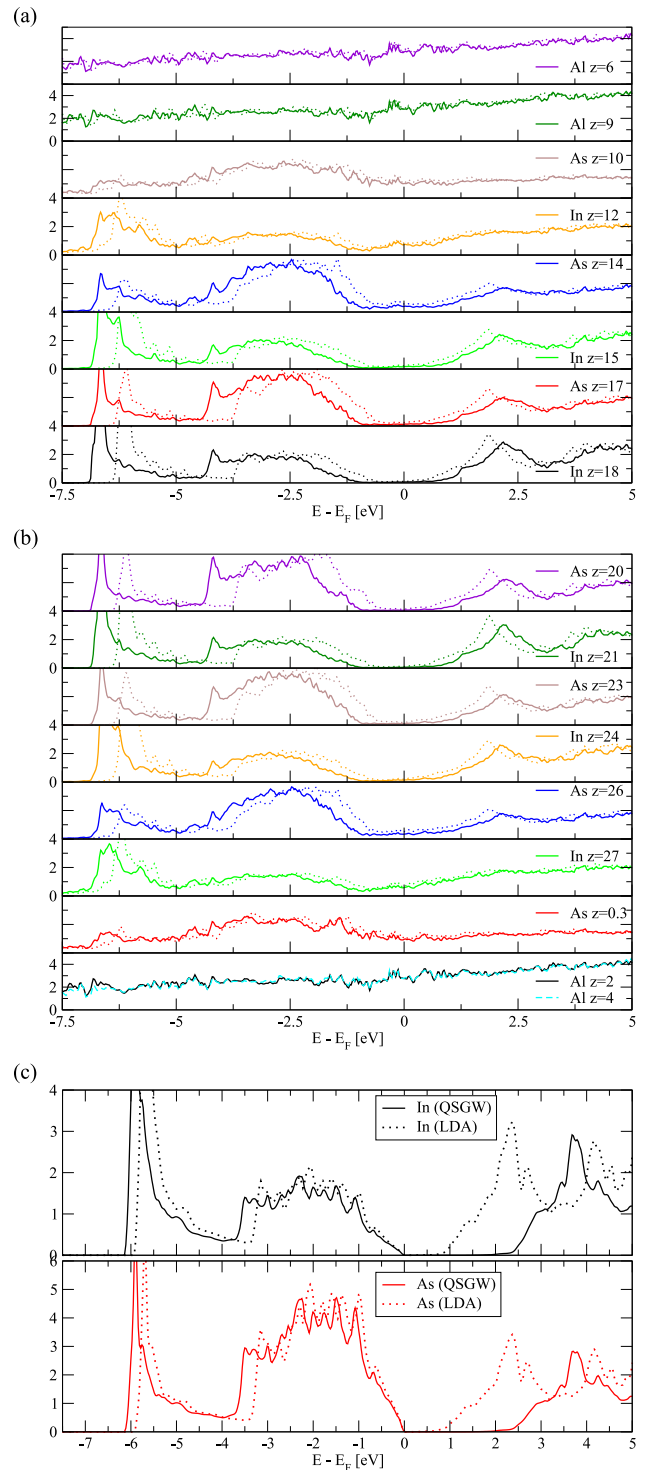 (a)
Al z=6
4
2
0
Al z=9
As z=10
4
2
0
In z=12
As z=14
4
2
0
In z=15
As z=17
4
2
0
In z=18
-7.5 -5 -2.5 0 2.5 5
E - E_F [eV]
(b)
As z=20
4
2
0
In z=21
As z=23
4
2
0
In z=24
As z=26
4
2
0
In z=27
As z=0.3
4
2
0
Al z=2
Al z=4
-7.5 -5 -2.5 0 2.5 5
E - E_F [eV]
(c)
4
3
2
1
0
In (QSGW)
In (LDA)
6
5
4
3
2
1
0
As (QSGW)
As (LDA)
-7 -6 -5 -4 -3 -2 -1 0 1 2 3 4 5
E - E_F [eV]